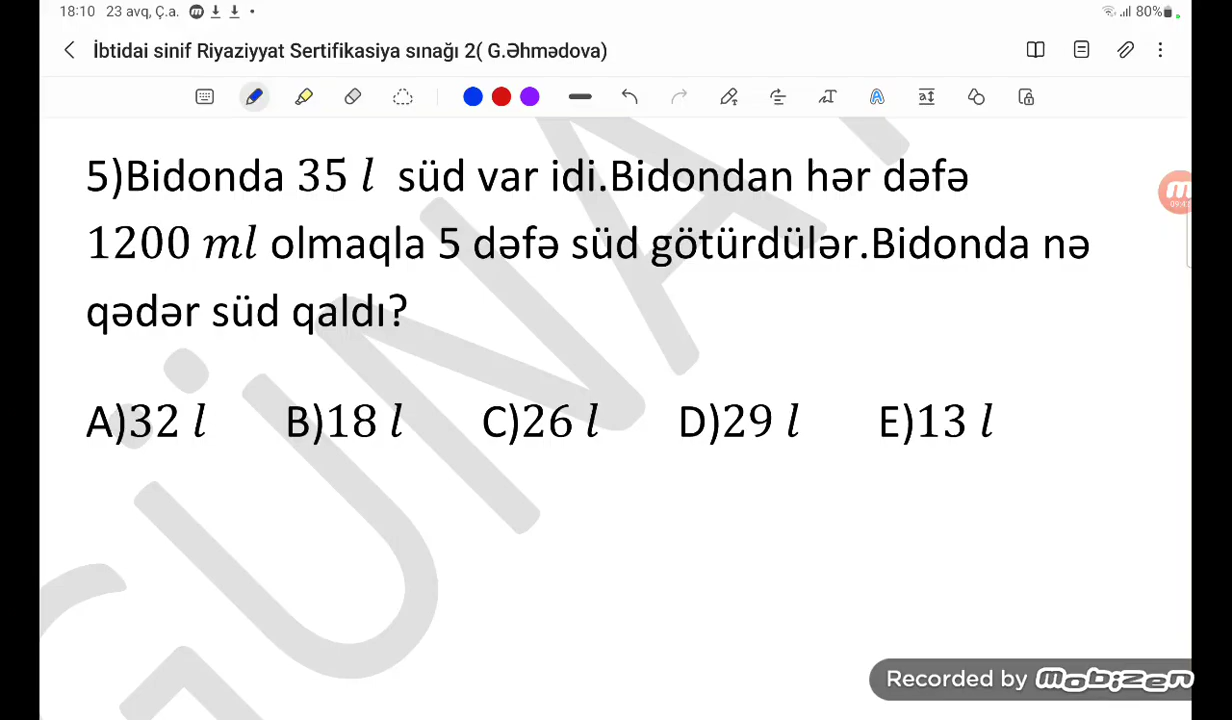 18:10 23 avq, Ç.a. 80%
İbtidai sinif Riyaziyyat Sertifikasiya sınağı 2( G.Əhmədova)
5)Bidonda 35 l süd var idi.Bidondan hər dəfə
1200 ml olmaqla 5 dəfə süd götürdülər.Bidonda nə
qədər süd qaldı?
A)32 l B)18 l C)26 l D)29 l E)13 l
Recorded by mobizen